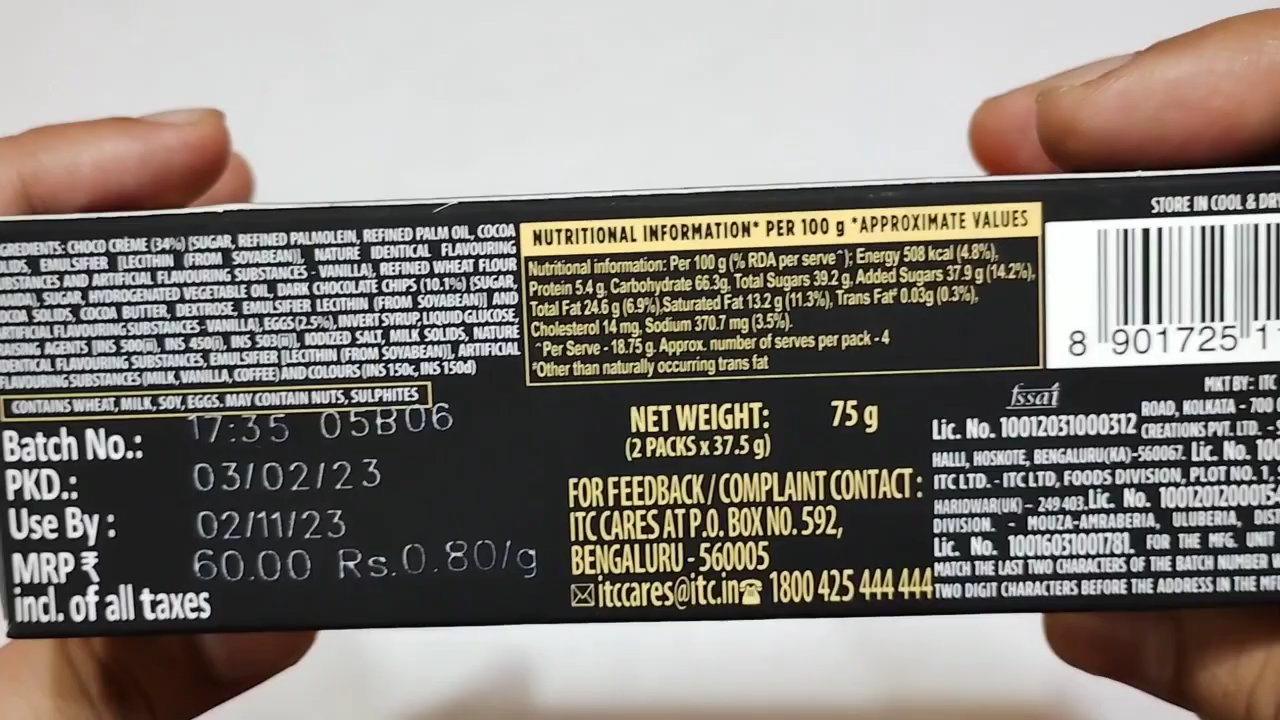 GREDIENTS: CHOCO CRÈME (34%) [SUGAR, REFINED PALMOLEIN, REFINED PALM OIL, COCOA
LIDS, EMULSIFIER [LECITHIN (FROM SOYABEAN)], NATURE IDENTICAL FLAVOURING
UBSTANCES AND ARTIFICIAL FLAVOURING SUBSTANCES - VANILLA], REFINED WHEAT FLOUR
MAIDA), SUGAR, HYDROGENATED VEGETABLE OIL, DARK CHOCOLATE CHIPS (10.1%) [SUGAR,
OCOA SOLIDS, COCOA BUTTER, DEXTROSE, EMULSIFIER LECITHIN (FROM SOYABEAN)] AND
TIFICIAL FLAVOURING SUBSTANCES - VANILLA], EGGS (2.5%), INVERT SYRUP, LIQUID GLUCOSE,
AISING AGENTS [INS 500(ii), INS 450(i), INS 503(ii)], IODIZED SALT, MILK SOLIDS, NATURE
IDENTICAL FLAVOURING SUBSTANCES, EMULSIFIER [LECITHIN (FROM SOYABEAN)], ARTIFICIAL
FLAVOURING SUBSTANCES (MILK, VANILLA, COFFEE) AND COLOURS (INS 150c, INS 150d)
CONTAINS WHEAT, MILK, SOY, EGGS. MAY CONTAIN NUTS, SULPHITES
Batch No.: 17:35 05B06
PKD.: 03/02/23
Use By: 02/11/23
MRP ₹ 60.00 Rs.0.80/g
incl. of all taxes
NUTRITIONAL INFORMATION* PER 100 g *APPROXIMATE VALUES
Nutritional information: Per 100 g (% RDA per serve^); Energy 508 kcal (4.8%),
Protein 5.4 g, Carbohydrate 66.3g, Total Sugars 39.2 g, Added Sugars 37.9 g (14.2%),
Total Fat 24.6 g (6.9%),Saturated Fat 13.2 g (11.3%), Trans Fat# 0.03g (0.3%),
Cholesterol 14 mg, Sodium 370.7 mg (3.5%).
^Per Serve - 18.75 g. Approx. number of serves per pack - 4
#Other than naturally occurring trans fat
NET WEIGHT: 75 g
(2 PACKS x 37.5 g)
FOR FEEDBACK / COMPLAINT CONTACT:
ITC CARES AT P.O. BOX NO. 592,
BENGALURU - 560005
itccares@itc.in 1800 425 444 444
STORE IN COOL & DR
8 901725 1
fssai
Lic. No. 10012031000312
MKT BY: ITC
ROAD, KOLKATA - 700
CREATIONS PVT. LTD. -
HALLI, HOSKOTE, BENGALURU(KA)-560067. Lic. No. 100
ITC LTD. - ITC LTD, FOODS DIVISION, PLOT NO. 1,
HARIDWAR(UK) - 249 403. Lic. No. 1001201200015
DIVISION. - MOUZA-AMRABERIA, ULUBERIA, DIST
Lic. No. 10016031001781. FOR THE MFG. UNIT
MATCH THE LAST TWO CHARACTERS OF THE BATCH NUMBER
TWO DIGIT CHARACTERS BEFORE THE ADDRESS IN THE MF